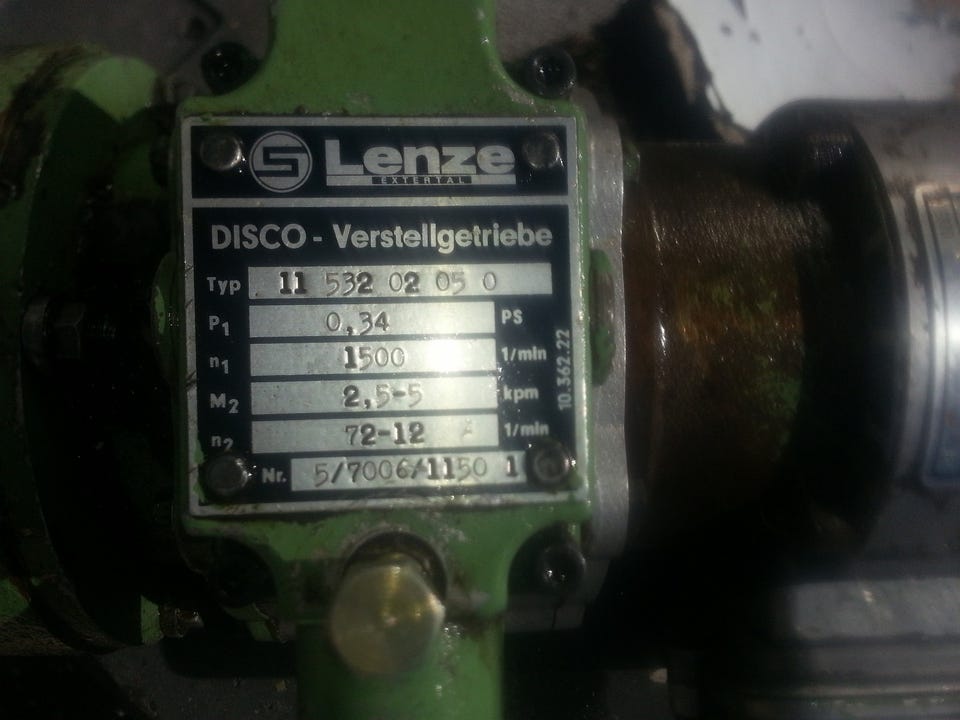 Lenze
EXTERTAL
DISCO - Verstellgetriebe
Typ 11 532 02 05 0
P1 0,34 PS
n1 1500 1/min
M2 2,5-5 kpm
n2 72-12 1/min
Nr. 5/7006/1150 1
10.362.22